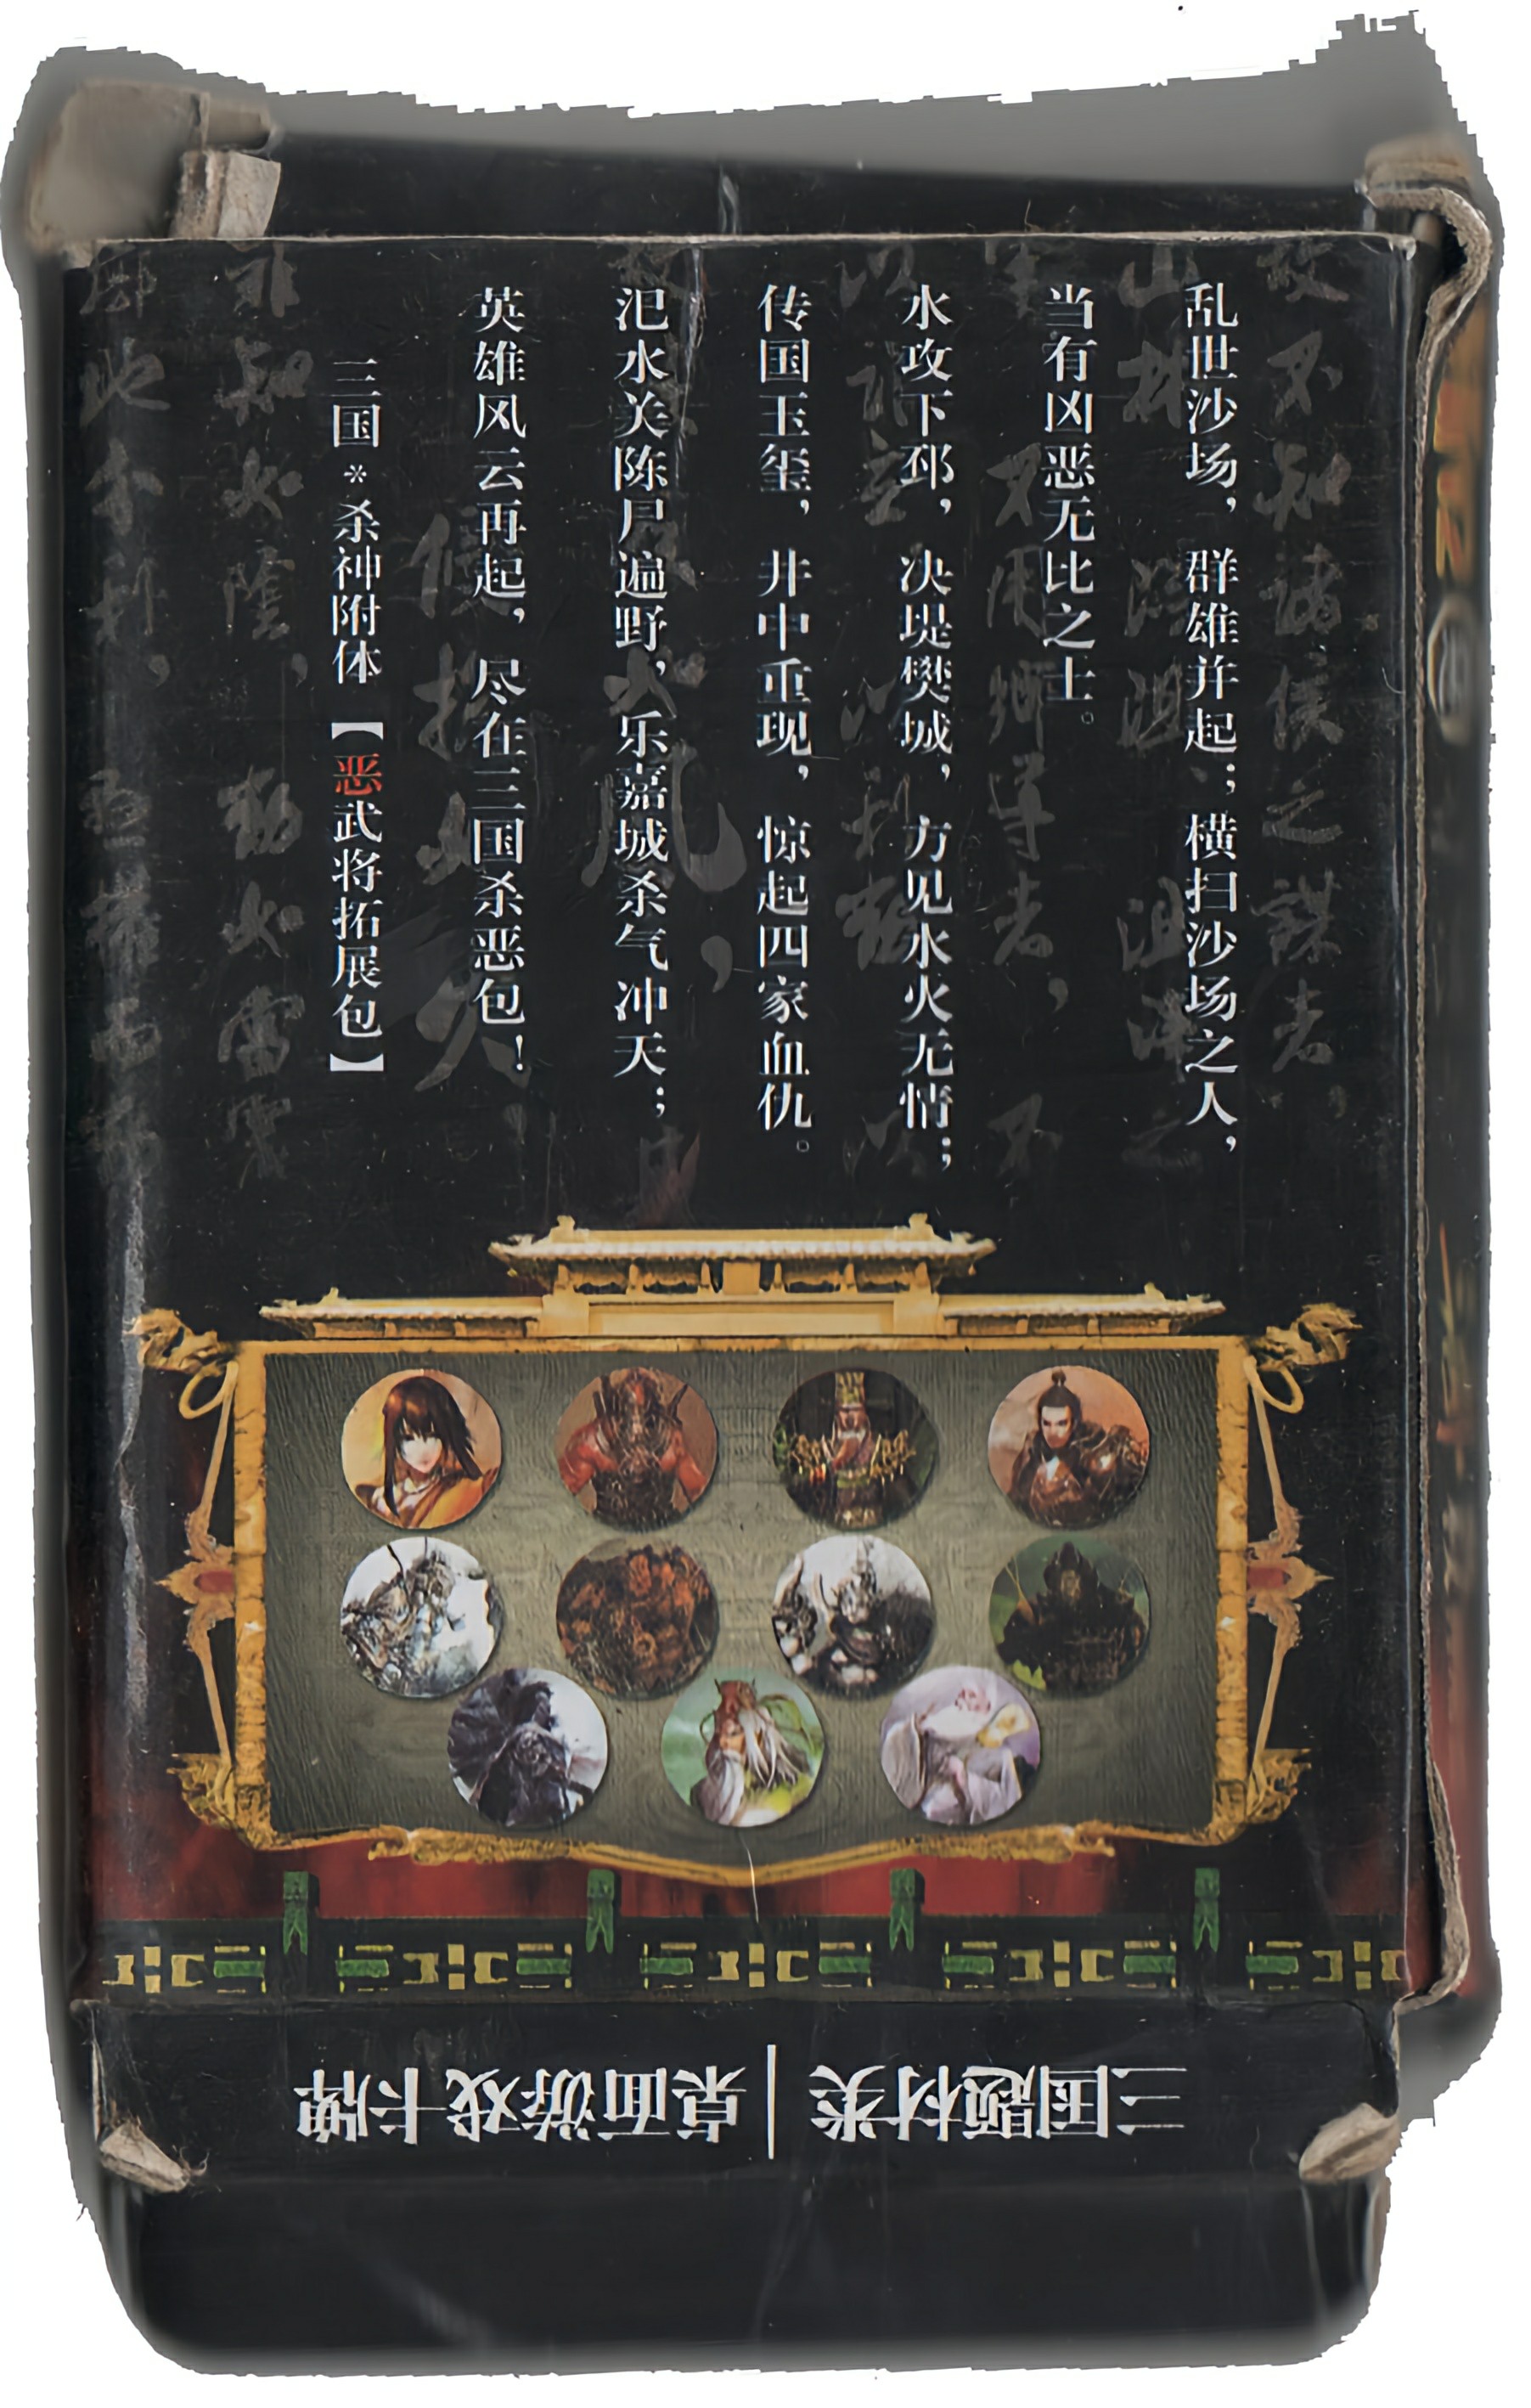 乱世沙场，群雄并起；横扫沙场之人，
当有凶恶无比之士。
水攻下邳，决堤樊城，方见水火无情；
传国玉玺，井中重现，惊起四家血仇。
汜水关陈尸遍野，乐嘉城杀气冲天；
英雄风云再起，尽在三国杀恶包！
三国*杀神附体【恶武将拓展包】
三国题材类｜桌面游戏卡牌